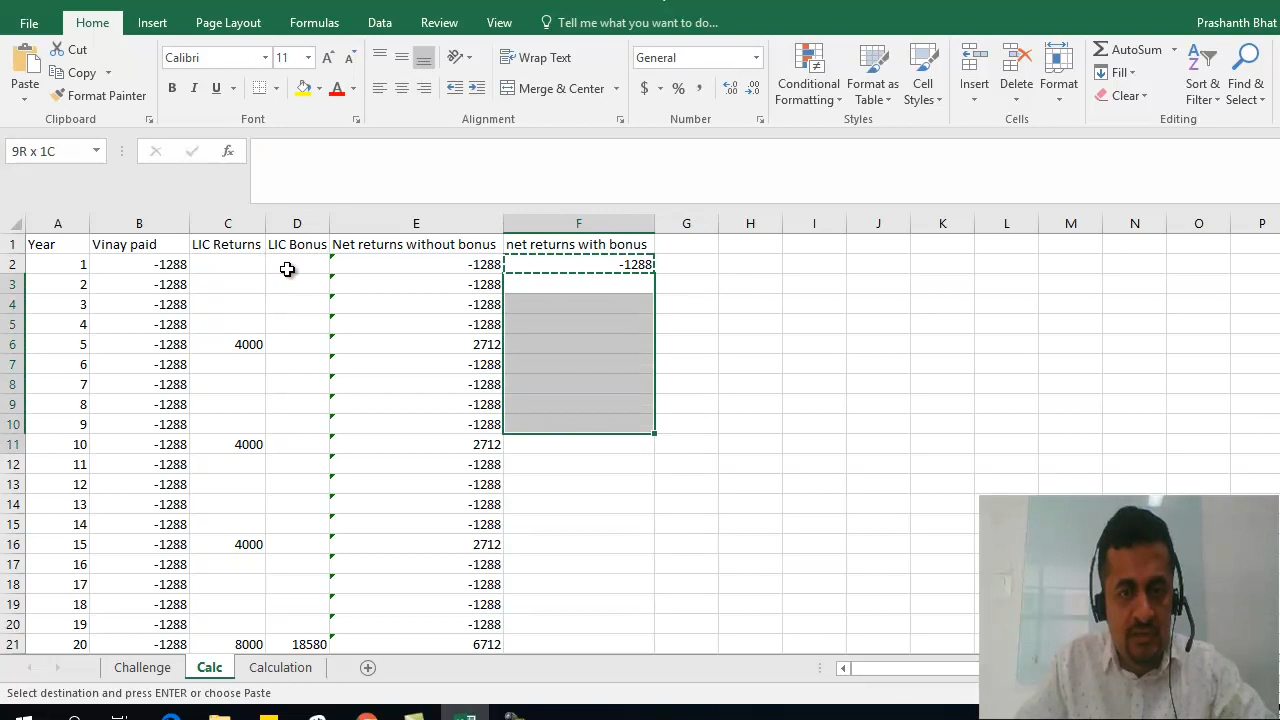 File Home Insert Page Layout Formulas Data Review View Tell me what you want to do... Prashanth Bhat
Cut
Copy
Format Painter
Paste
Clipboard
Calibri 11
B I U
Font
Wrap Text
Merge & Center
Alignment
General
$ % ,
Number
Conditional Formatting
Format as Table
Cell Styles
Styles
Insert Delete Format
Cells
AutoSum
Fill
Clear
Sort & Filter
Find & Select
Editing
9R x 1C fx
A B C D E F G H I J K L M N O P
1 Year Vinay paid LIC Returns LIC Bonus Net returns without bonus net returns with bonus
2 1 -1288 -1288 -1288
3 2 -1288 -1288
4 3 -1288 -1288
5 4 -1288 -1288
6 5 -1288 4000 2712
7 6 -1288 -1288
8 7 -1288 -1288
9 8 -1288 -1288
10 9 -1288 -1288
11 10 -1288 4000 2712
12 11 -1288 -1288
13 12 -1288 -1288
14 13 -1288 -1288
15 14 -1288 -1288
16 15 -1288 4000 2712
17 16 -1288 -1288
18 17 -1288 -1288
19 18 -1288 -1288
20 19 -1288 -1288
21 20 -1288 8000 18580 6712
Challenge Calc Calculation
Select destination and press ENTER or choose Paste